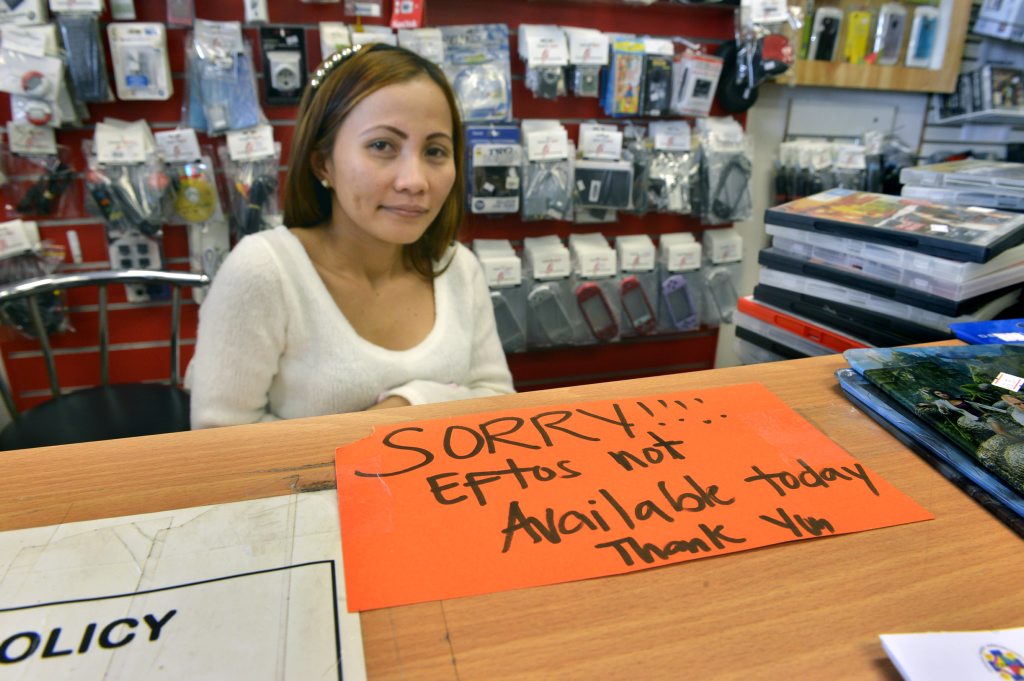 SORRY!!!!!
EFtos not
Available today
Thank You
OLICY